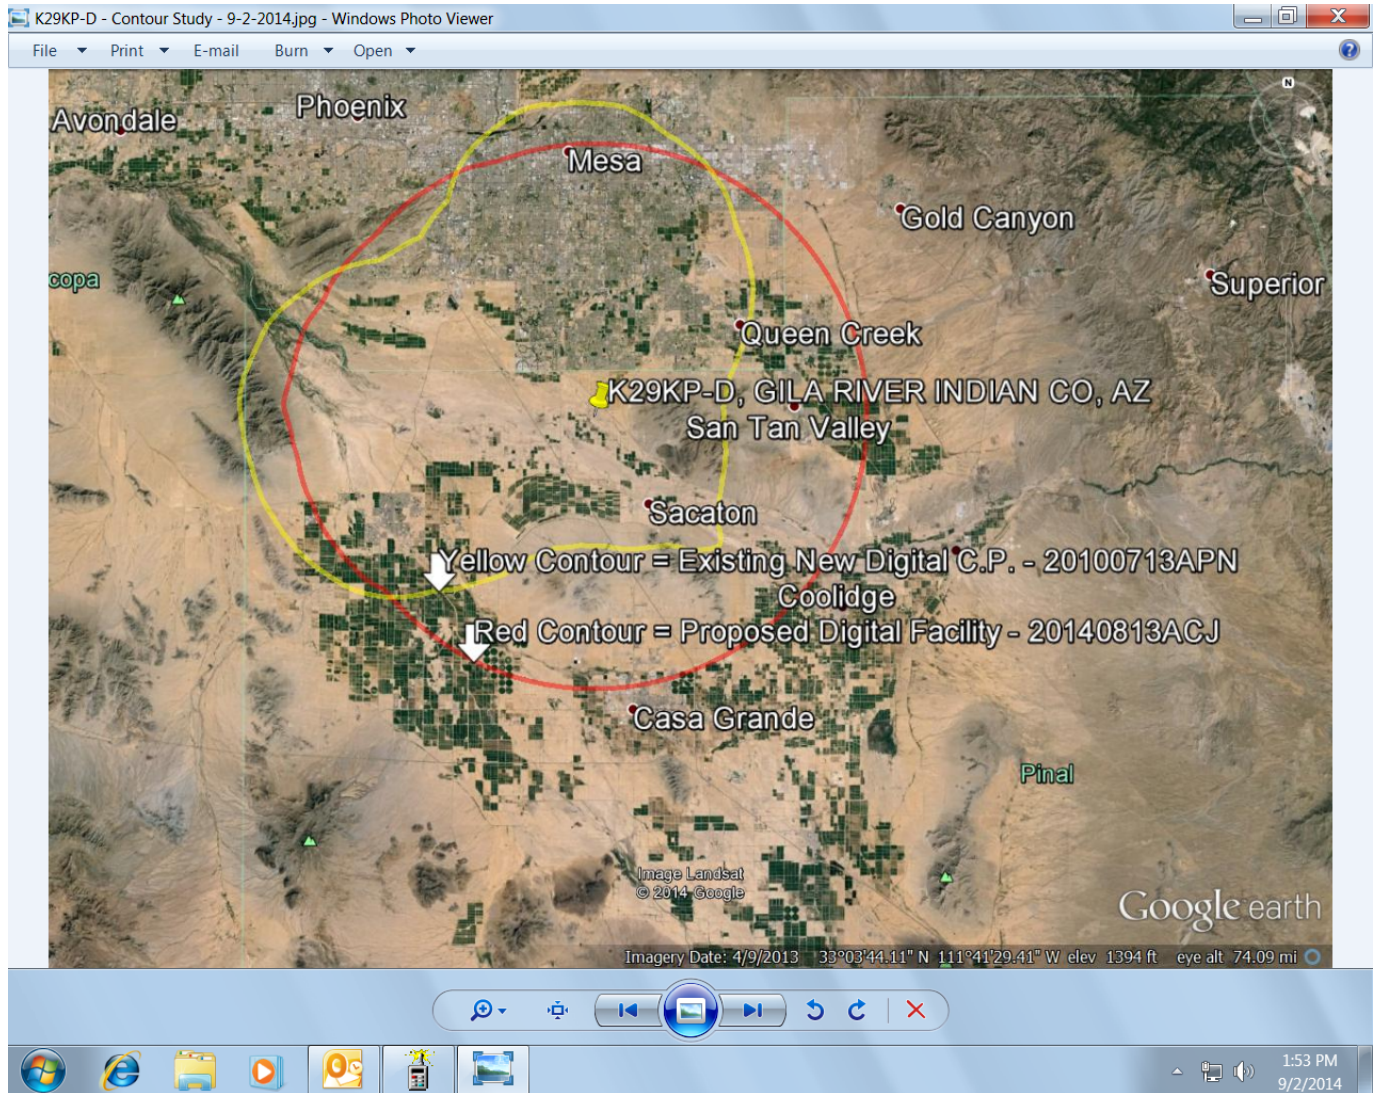 K29KP-D - Contour Study - 9-2-2014.jpg - Windows Photo Viewer
File Print E-mail Burn Open
Avondale
Phoenix
Mesa
Gold Canyon
copa
Superior
Queen Creek
K29KP-D, GILA RIVER INDIAN CO, AZ
San Tan Valley
Sacaton
Yellow Contour = Existing New Digital C.P. - 20100713APN
Coolidge
Red Contour = Proposed Digital Facility - 20140813ACJ
Casa Grande
Pinal
Image Landsat
© 2014 Google
Google earth
Imagery Date: 4/9/2013 33°03'44.11" N 111°41'29.41" W elev 1394 ft eye alt 74.09 mi
N
1:53 PM
9/2/2014